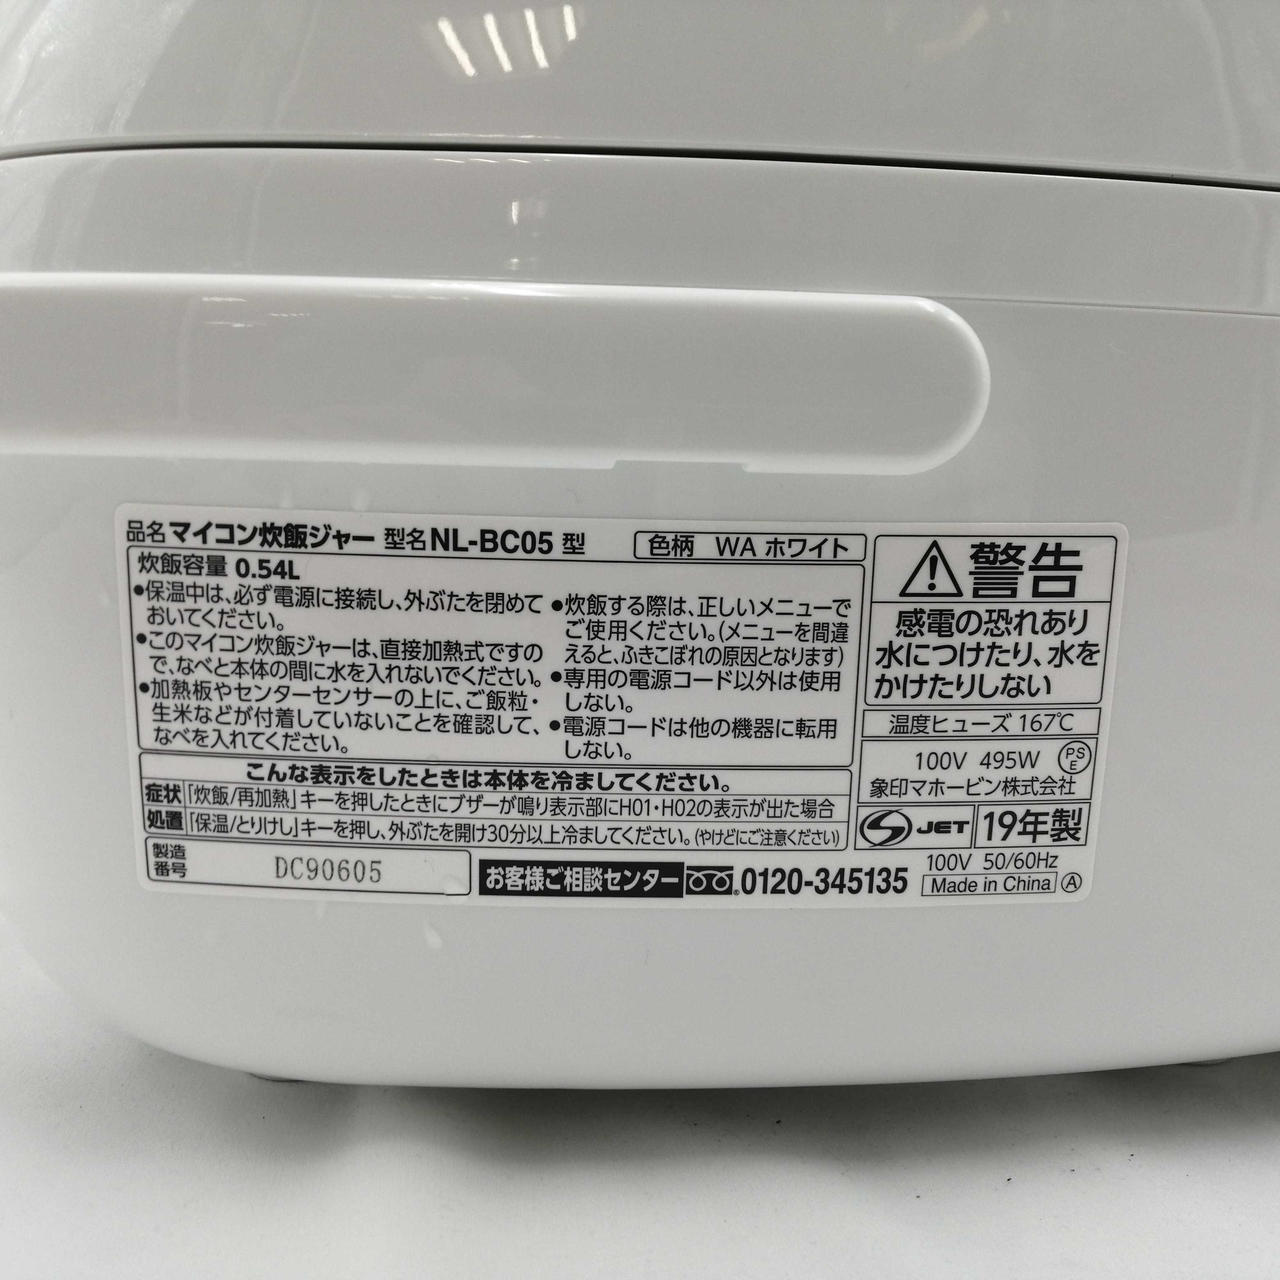 品名 マイコン炊飯ジャー 型名 NL-BC05 型 色柄 WA ホワイト
炊飯容量 0.54L
●保温中は、必ず電源に接続し、外ぶたを閉めて
おいてください。
●このマイコン炊飯ジャーは、直接加熱式ですの
で、なべと本体の間に水を入れないでください。
●加熱板やセンターセンサーの上に、ご飯粒・
生米などが付着していないことを確認して、
なべを入れてください。
●炊飯する際は、正しいメニューで
ご使用ください。(メニューを間違
えると、ふきこぼれの原因となります)
●専用の電源コード以外は使用
しない。
●電源コードは他の機器に転用
しない。
こんな表示をしたときは本体を冷ましてください。
症状 「炊飯/再加熱」キーを押したときにブザーが鳴り表示部にH01・H02の表示が出た場合
処置 「保温/とりけし」キーを押し、外ぶたを開け30分以上冷ましてください。(やけどにご注意ください)
製造
番号 DC90605
お客様ご相談センター 0120-345135
警告
感電の恐れあり
水につけたり、水を
かけたりしない
温度ヒューズ 167℃
100V 495W PSE
象印マホービン株式会社
S JET 19年製
100V 50/60Hz
Made in China A